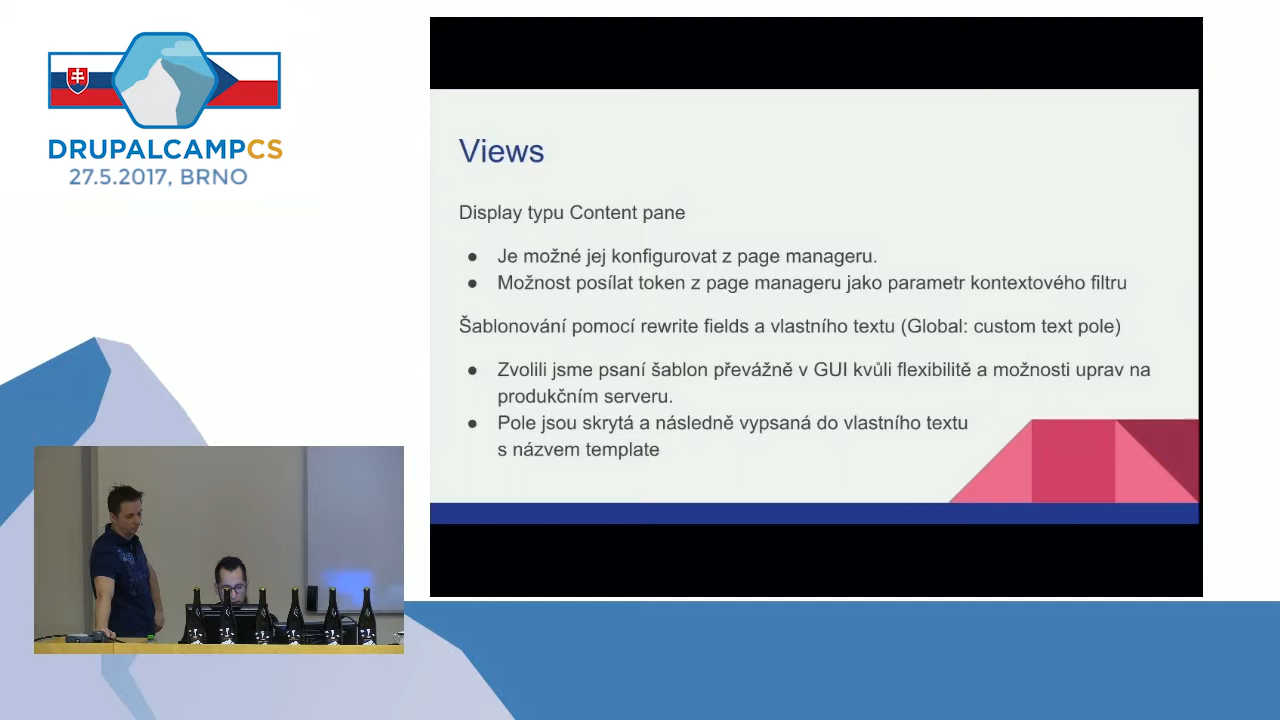 DRUPALCAMPCS
27.5.2017, BRNO
Views
Display typu Content pane
● Je možné jej konfigurovat z page manageru.
● Možnost posílat token z page manageru jako parametr kontextového filtru
Šablonování pomocí rewrite fields a vlastního textu (Global: custom text pole)
● Zvolili jsme psaní šablon převážně v GUI kvůli flexibilitě a možnosti uprav na
produkčním serveru.
● Pole jsou skrytá a následně vypsaná do vlastního textu
s názvem template